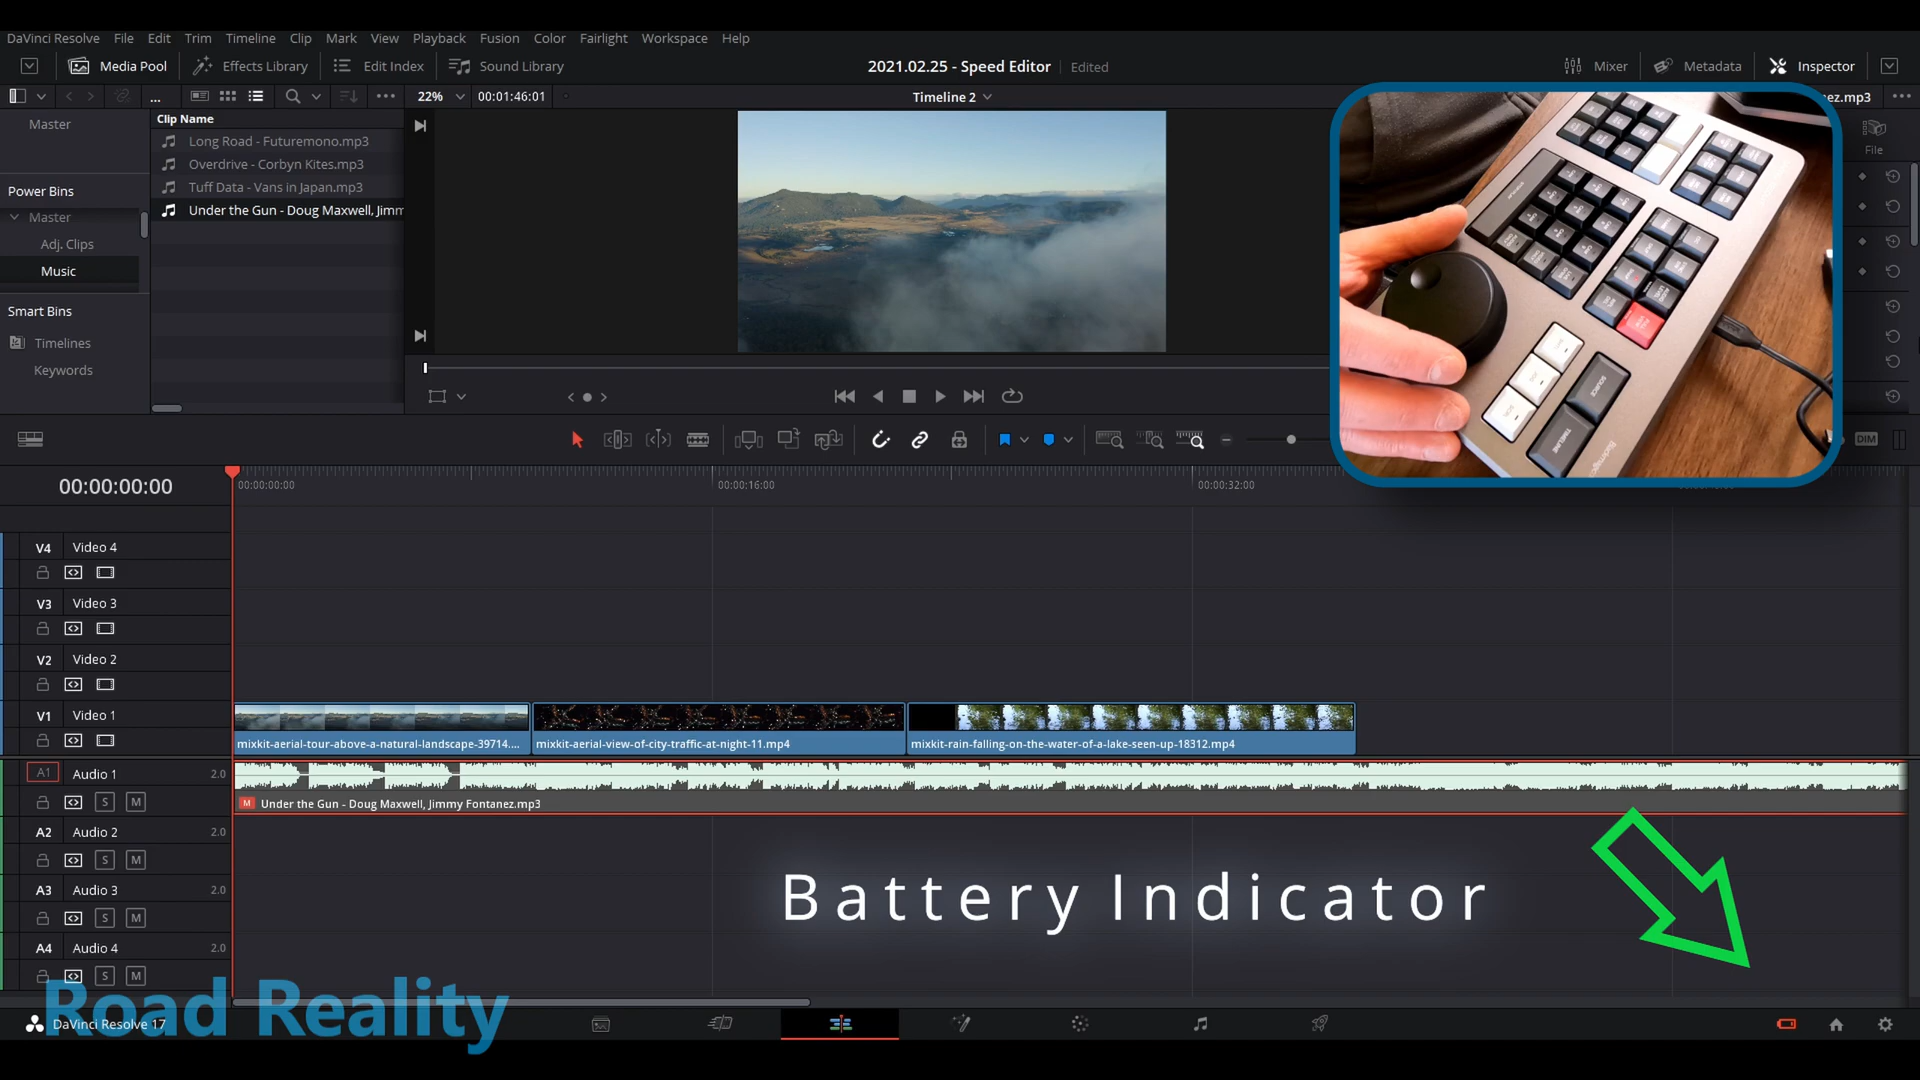 DaVinci Resolve File Edit Trim Timeline Clip Mark View Playback Fusion Color Fairlight Workspace Help
Media Pool Effects Library Edit Index Sound Library 2021.02.25 - Speed Editor Edited Mixer Metadata Inspector
... 22% 00:01:46:01 Timeline 2 ez.mp3
Master
Clip Name
Long Road - Futuremono.mp3
Overdrive - Corbyn Kites.mp3
Tuff Data - Vans in Japan.mp3
Under the Gun - Doug Maxwell, Jimm
File
Power Bins
Master
Adj. Clips
Music
Smart Bins
Timelines
Keywords
SOURCE
TIMELINE
DIM
00:00:00:00
00:00:00:00 00:00:16:00 00:00:32:00
V4 Video 4
V3 Video 3
V2 Video 2
V1 Video 1
mixkit-aerial-tour-above-a-natural-landscape-39714.... mixkit-aerial-view-of-city-traffic-at-night-11.mp4 mixkit-rain-falling-on-the-water-of-a-lake-seen-up-18312.mp4
A1 Audio 1 2.0
S M
M Under the Gun - Doug Maxwell, Jimmy Fontanez.mp3
A2 Audio 2 2.0
S M
A3 Audio 3 2.0
S M
A4 Audio 4 2.0
S M
Battery Indicator
Road Reality
DaVinci Resolve 17